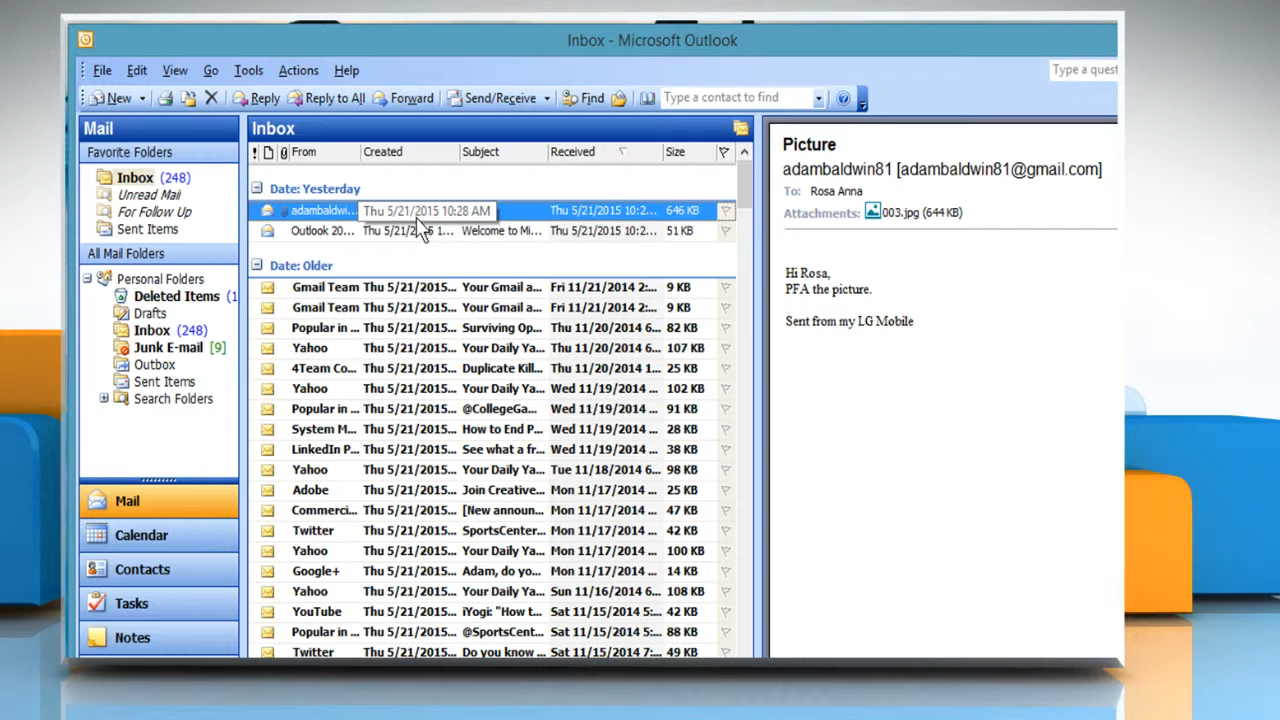 Inbox - Microsoft Outlook
File Edit View Go Tools Actions Help Type a quest
New Reply Reply to All Forward Send/Receive Find Type a contact to find
Mail
Favorite Folders
Inbox (248)
Unread Mail
For Follow Up
Sent Items
All Mail Folders
Personal Folders
Deleted Items (1
Drafts
Inbox (248)
Junk E-mail [9]
Outbox
Sent Items
Search Folders
Mail
Calendar
Contacts
Tasks
Notes
Inbox
From Created Subject Received Size
Date: Yesterday
adambaldwi... Thu 5/21/2015 10:28 AM Thu 5/21/2015 10:2... 646 KB
Outlook 20... Thu 5/21/2 1... Welcome to Mi... Thu 5/21/2015 10:2... 51 KB
Date: Older
Gmail Team Thu 5/21/2015... Your Gmail a... Fri 11/21/2014 2:... 9 KB
Gmail Team Thu 5/21/2015... Your Gmail a... Fri 11/21/2014 2:... 9 KB
Popular in ... Thu 5/21/2015... Surviving Op... Thu 11/20/2014 6... 82 KB
Yahoo Thu 5/21/2015... Your Daily Ya... Thu 11/20/2014 6... 107 KB
4Team Co... Thu 5/21/2015... Duplicate Kill... Thu 11/20/2014 1... 25 KB
Yahoo Thu 5/21/2015... Your Daily Ya... Wed 11/19/2014 ... 102 KB
Popular in ... Thu 5/21/2015... @CollegeGa... Wed 11/19/2014 ... 91 KB
System M... Thu 5/21/2015... How to End P... Wed 11/19/2014 ... 28 KB
LinkedIn P... Thu 5/21/2015... See what a fr... Wed 11/19/2014 ... 38 KB
Yahoo Thu 5/21/2015... Your Daily Ya... Tue 11/18/2014 6... 98 KB
Adobe Thu 5/21/2015... Join Creative... Mon 11/17/2014 ... 25 KB
Commerci... Thu 5/21/2015... [New announ... Mon 11/17/2014 ... 47 KB
Twitter Thu 5/21/2015... SportsCenter... Mon 11/17/2014 ... 42 KB
Yahoo Thu 5/21/2015... Your Daily Ya... Mon 11/17/2014 ... 100 KB
Google+ Thu 5/21/2015... Adam, do yo... Mon 11/17/2014 ... 14 KB
Yahoo Thu 5/21/2015... Your Daily Ya... Sun 11/16/2014 ... 108 KB
YouTube Thu 5/21/2015... iYogi: "How t... Sat 11/15/2014 5:... 42 KB
Popular in ... Thu 5/21/2015... @SportsCent... Sat 11/15/2014 5:... 88 KB
Twitter Thu 5/21/2015... Do you know ... Sat 11/15/2014 7:... 49 KB
Picture
adambaldwin81 [adambaldwin81@gmail.com]
To: Rosa Anna
Attachments: 003.jpg (644 KB)
Hi Rosa,
PFA the picture.
Sent from my LG Mobile